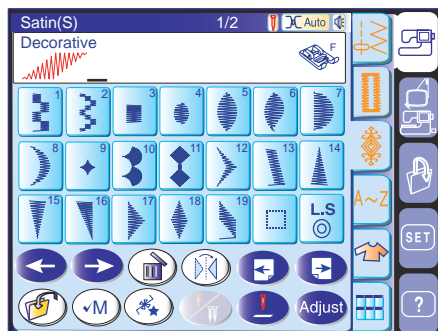 Satin(S) 1/2 Auto
Decorative
F
1 2 3 4 5 6 7
8 9 10 11 12 13 14
15 16 17 18 19 L.S
A~Z
SET
✓M Adjust ?